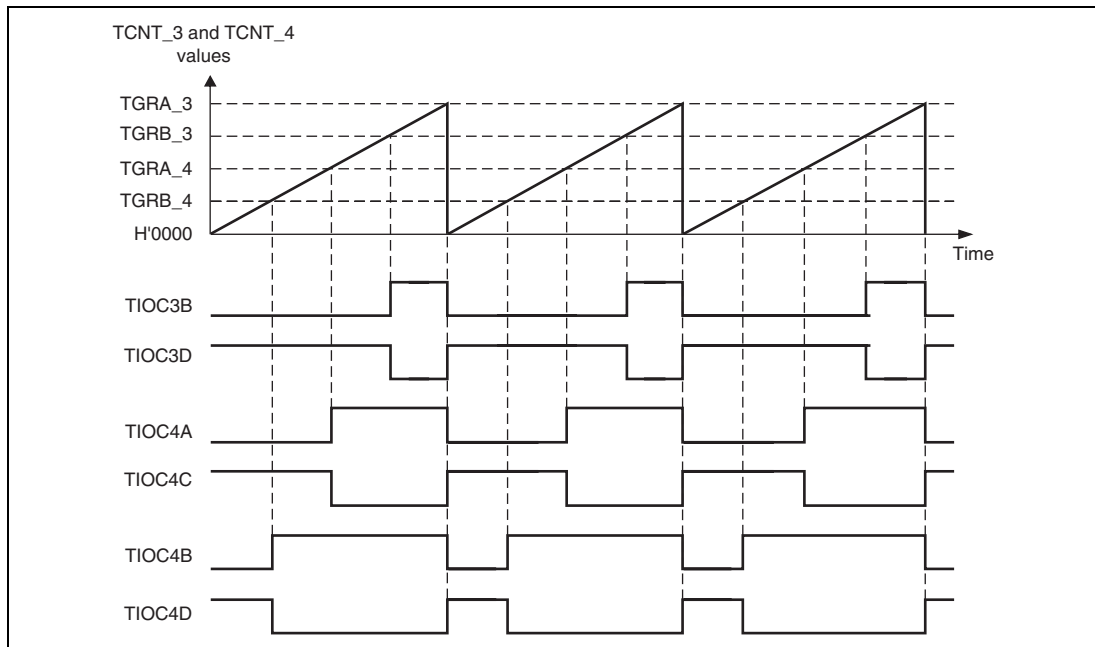 TCNT_3 and TCNT_4
values
TGRA_3
TGRB_3
TGRA_4
TGRB_4
H'0000
Time
TIOC3B
TIOC3D
TIOC4A
TIOC4C
TIOC4B
TIOC4D